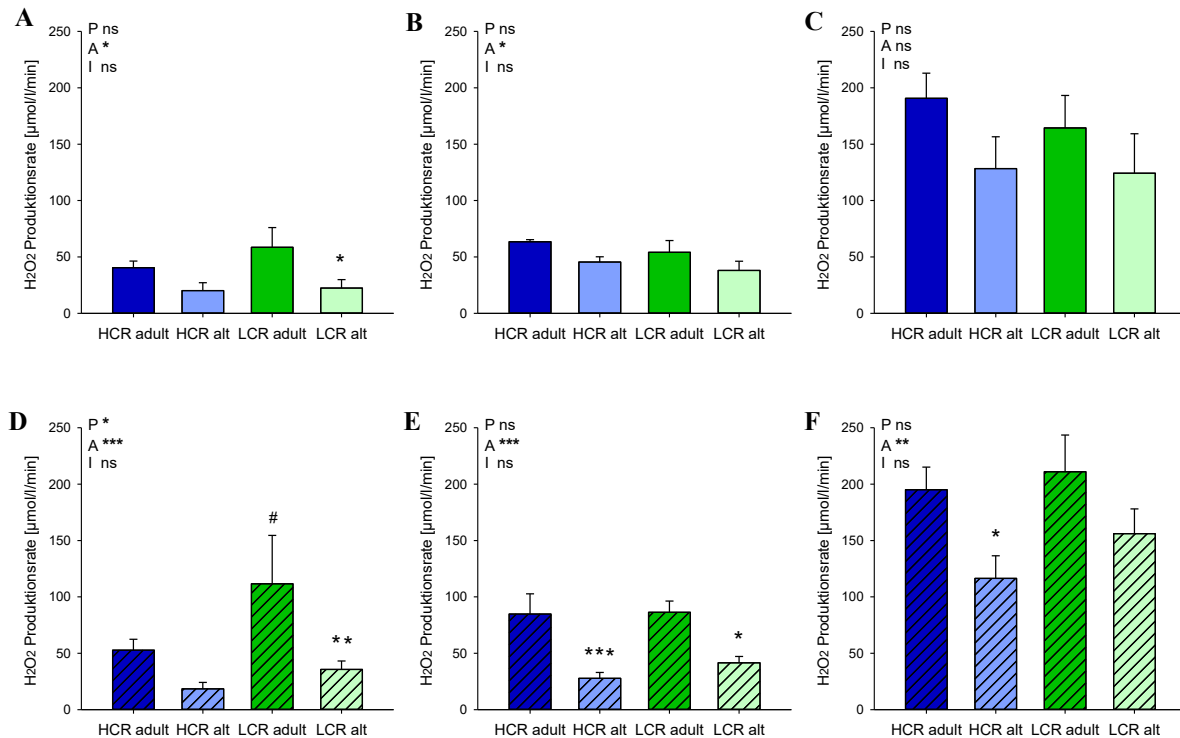 A
P ns
A *
I ns
H2O2 Produktionsrate [µmol/l/min]
250
200
150
100
50
0
*
HCR adult HCR alt LCR adult LCR alt
B
P ns
A *
I ns
H2O2 Produktionsrate [µmol/l/min]
250
200
150
100
50
0
HCR adult HCR alt LCR adult LCR alt
C
P ns
A ns
I ns
H2O2 Produktionsrate [µmol/l/min]
250
200
150
100
50
0
HCR adult HCR alt LCR adult LCR alt
D
P *
A ***
I ns
H2O2 Produktionsrate [µmol/l/min]
250
200
150
100
50
0
#
**
HCR adult HCR alt LCR adult LCR alt
E
P ns
A ***
I ns
H2O2 Produktionsrate [µmol/l/min]
250
200
150
100
50
0
***
*
HCR adult HCR alt LCR adult LCR alt
F
P ns
A **
I ns
H2O2 Produktionsrate [µmol/l/min]
250
200
150
100
50
0
*
HCR adult HCR alt LCR adult LCR alt